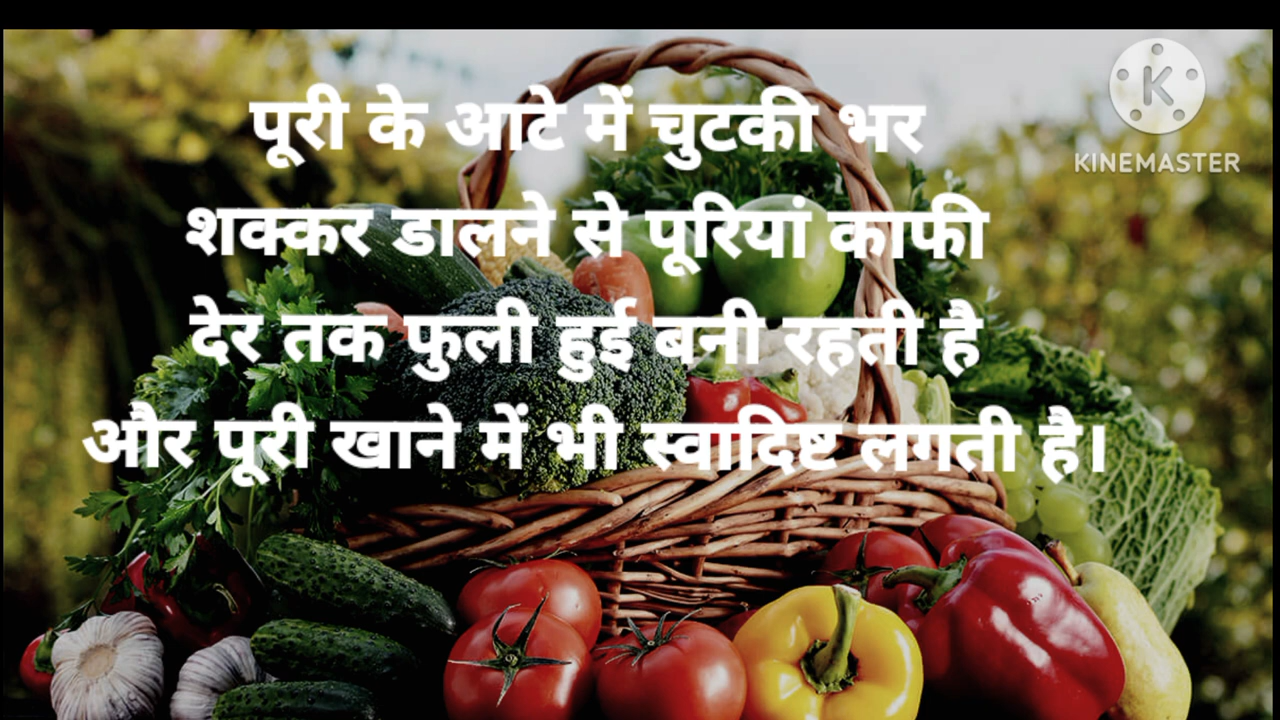 पूरी के आटे में चुटकी भर
शक्कर डालने से पूरियां काफी
देर तक फुली हुई बनी रहती है
और पूरी खाने में भी स्वादिष्ट लगती है।
K
KINEMASTER